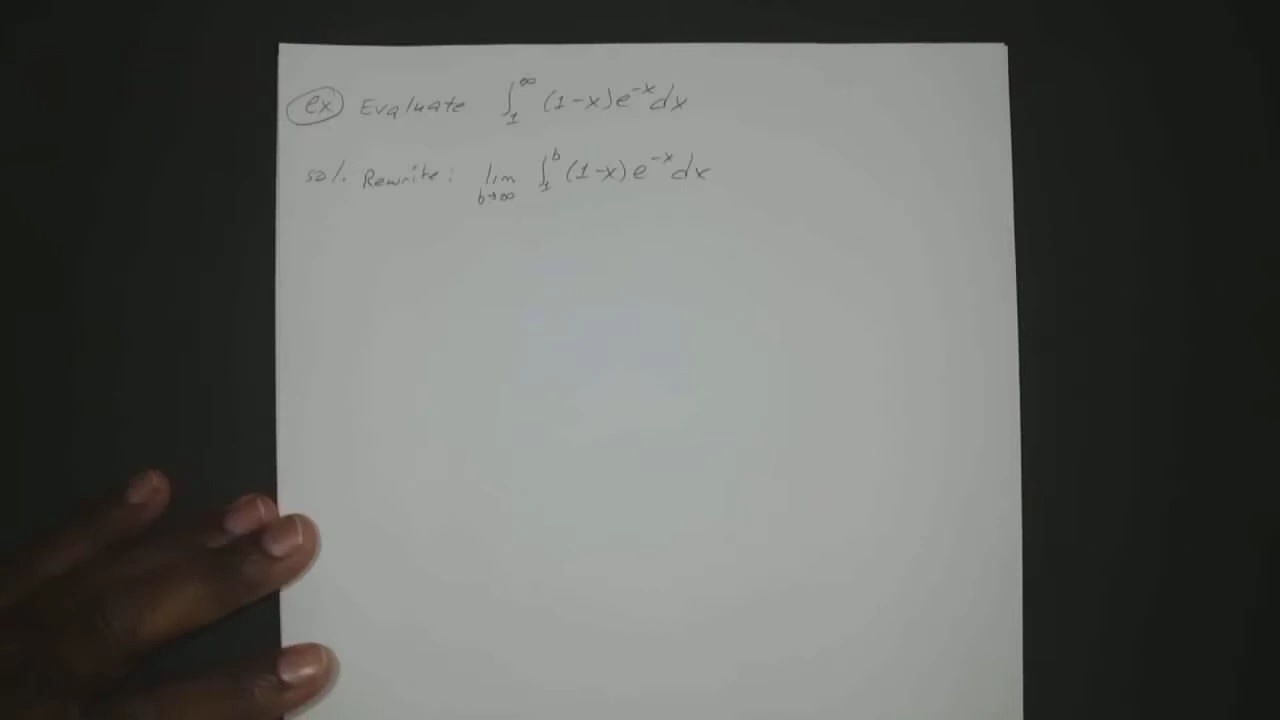 ex Evaluate ∫₁^∞ (1-x)e^{-x}dx
sol. Rewrite: lim_{b→∞} ∫₁^b (1-x)e^{-x}dx